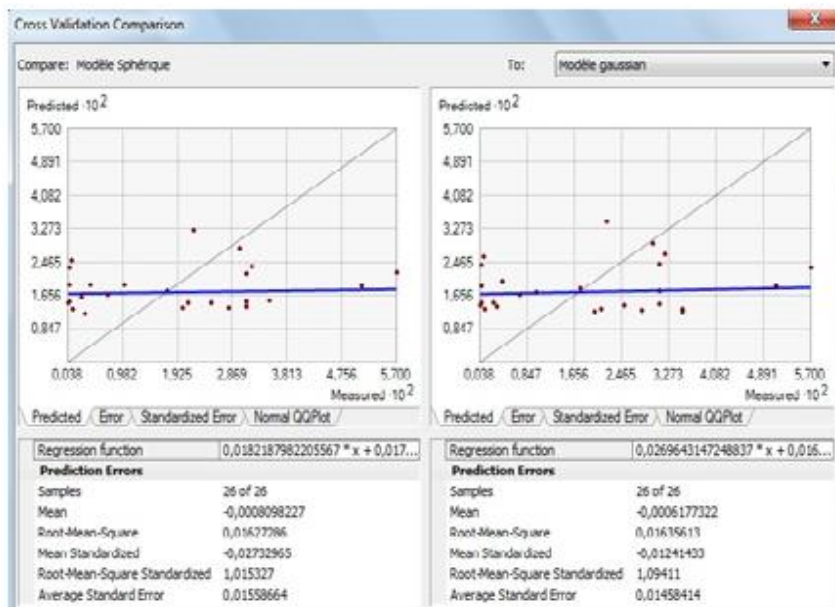 Cross Validation Comparison
Compare: Modèle Sphérique
To: Modèle gaussian
Predicted ·10²
5,700
4,891
4,082
3,273
2,465
1,656
0,847
0,038 0,982 1,925 2,869 3,813 4,756 5,700
Measured ·10²
Predicted Error Standardized Error Normal QQPlot
Regression function 0,0182187982205567 * x + 0,017...
Prediction Errors
Samples 26 of 26
Mean -0,0008098227
Root-Mean-Square 0,01627286
Mean Standardized -0,02732965
Root-Mean-Square Standardized 1,015327
Average Standard Error 0,01558664
Predicted ·10²
5,700
4,891
4,082
3,273
2,465
1,656
0,847
0,038 0,847 1,656 2,465 3,273 4,082 4,891 5,700
Measured ·10²
Predicted Error Standardized Error Normal QQPlot
Regression function 0,0269643147248837 * x + 0,016...
Prediction Errors
Samples 26 of 26
Mean -0,0006177322
Root-Mean-Square 0,01635613
Mean Standardized -0,01241403
Root-Mean-Square Standardized 1,09411
Average Standard Error 0,01458414